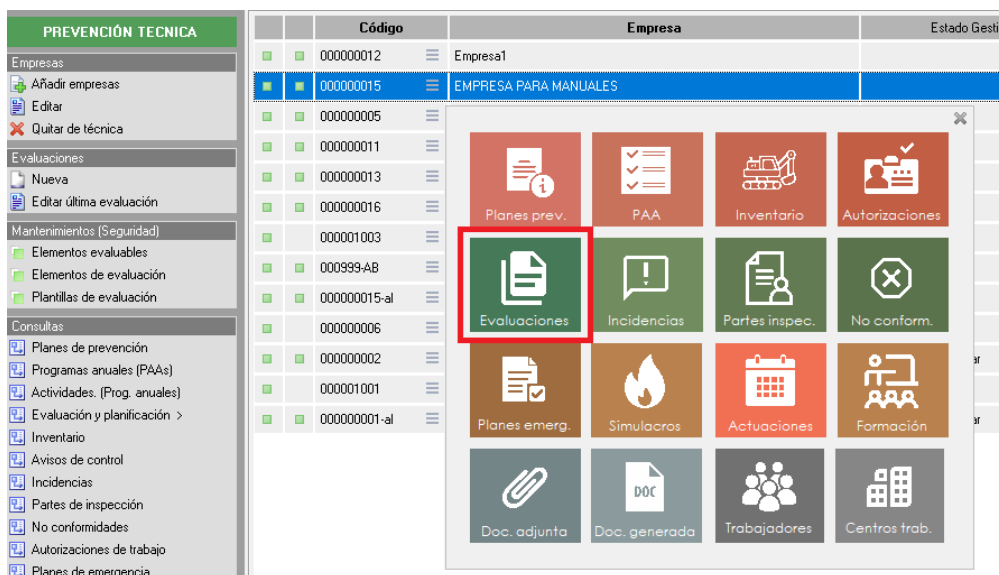 PREVENCIÓN TECNICA
Empresas
Añadir empresas
Editar
Quitar de técnica
Evaluaciones
Nueva
Editar última evaluación
Mantenimientos (Seguridad)
Elementos evaluables
Elementos de evaluación
Plantillas de evaluación
Consultas
Planes de prevención
Programas anuales (PAAs)
Actividades. (Prog. anuales)
Evaluación y planificación >
Inventario
Avisos de control
Incidencias
Partes de inspección
No conformidades
Autorizaciones de trabajo
Planes de emergencia
Código Empresa Estado Gesti
000000012 Empresa1
000000015 EMPRESA PARA MANUALES
000000005
000000011
000000013
000000016
000001003
000999-AB
000000015-al
000000006
000000002 ar
000001001
000000001-al ar
Planes prev. PAA Inventario Autorizaciones
Evaluaciones Incidencias Partes inspec. No conform.
Planes emerg. Simulacros Actuaciones Formación
DOC
Doc. adjunta Doc. generada Trabajadores Centros trab.